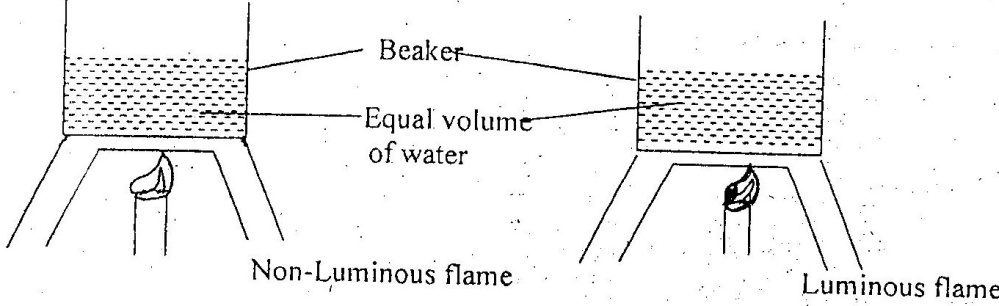 Beaker
Equal volume
of water
Non-Luminous flame
Luminous flame